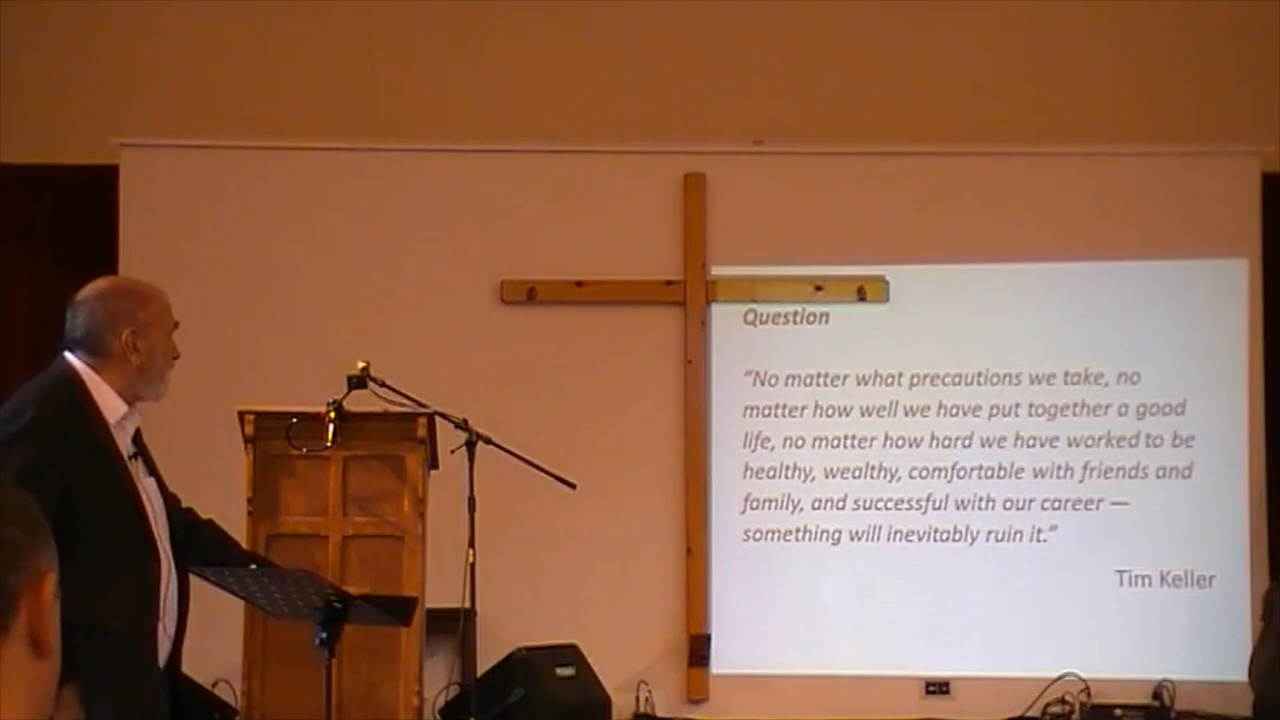 Question
“No matter what precautions we take, no
matter how well we have put together a good
life, no matter how hard we have worked to be
healthy, wealthy, comfortable with friends and
family, and successful with our career —
something will inevitably ruin it.”
Tim Keller